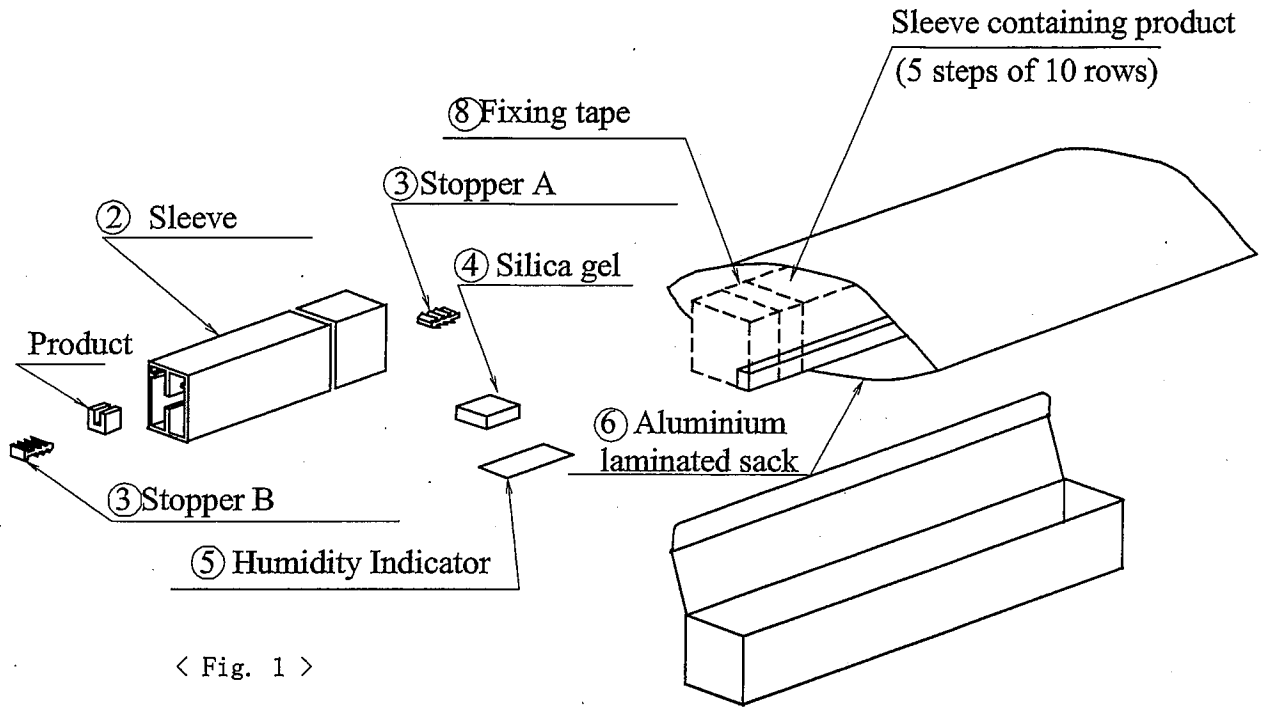 Sleeve containing product
(5 steps of 10 rows)
⑧Fixing tape
③Stopper A
② Sleeve
④ Silica gel
Product
⑥ Aluminium
laminated sack
③Stopper B
⑤ Humidity Indicator
< Fig. 1 >